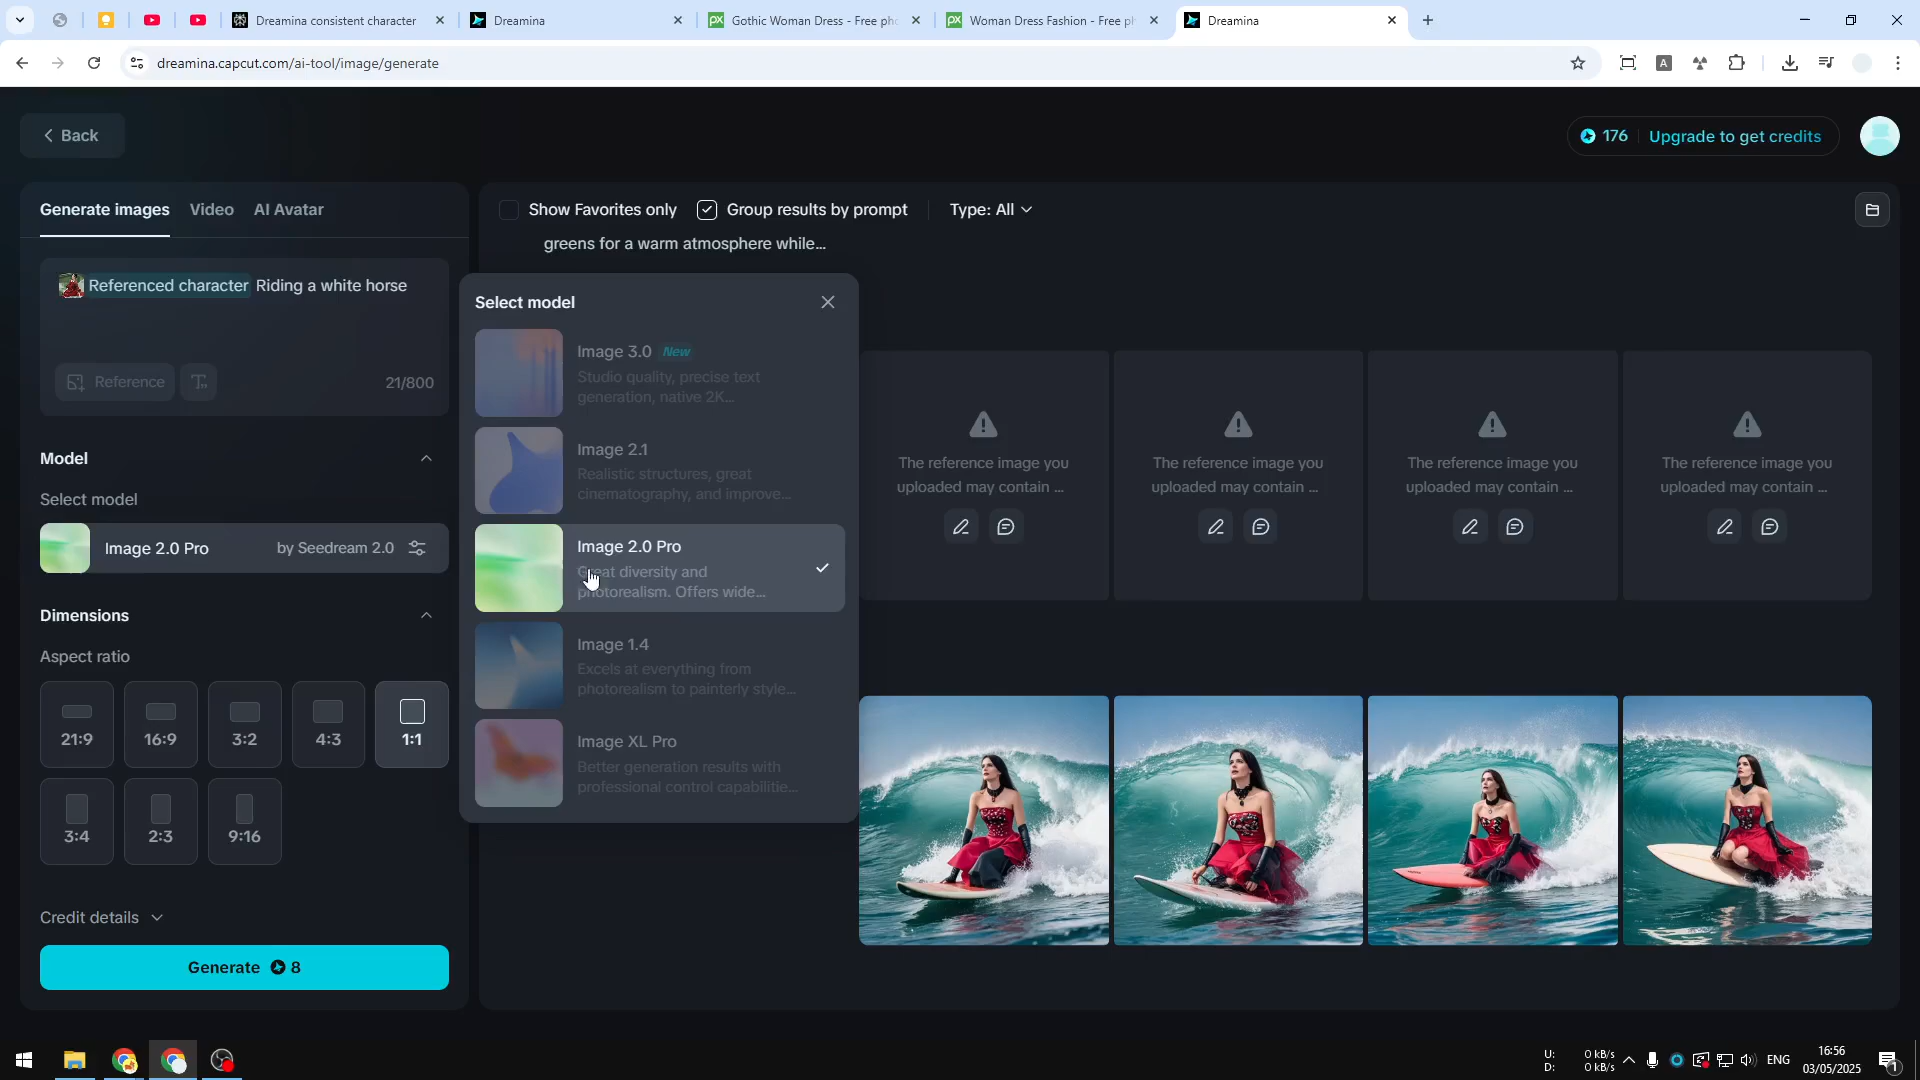 Dreamina consistent character
Dreamina
Gothic Woman Dress - Free pho
Woman Dress Fashion - Free ph
Dreamina
dreamina.capcut.com/ai-tool/image/generate
Back
176
Upgrade to get credits
Generate images
Video
AI Avatar
Show Favorites only
Group results by prompt
Type: All
greens for a warm atmosphere while...
Referenced character Riding a white horse
Reference
21/800
Select model
Image 3.0 New
Studio quality, precise text
generation, native 2K...
Image 2.1
Realistic structures, great
cinematography, and improve...
Image 2.0 Pro
Great diversity and
photorealism. Offers wide...
Image 1.4
Excels at everything from
photorealism to painterly style...
Image XL Pro
Better generation results with
professional control capabilitie...
The reference image you
uploaded may contain ...
The reference image you
uploaded may contain ...
The reference image you
uploaded may contain ...
The reference image you
uploaded may contain ...
Model
Select model
Image 2.0 Pro
by Seedream 2.0
Dimensions
Aspect ratio
21:9
16:9
3:2
4:3
1:1
3:4
2:3
9:16
Credit details
Generate 8
U: 0 kB/s
D: 0 kB/s
ENG
16:56
03/05/2025
1